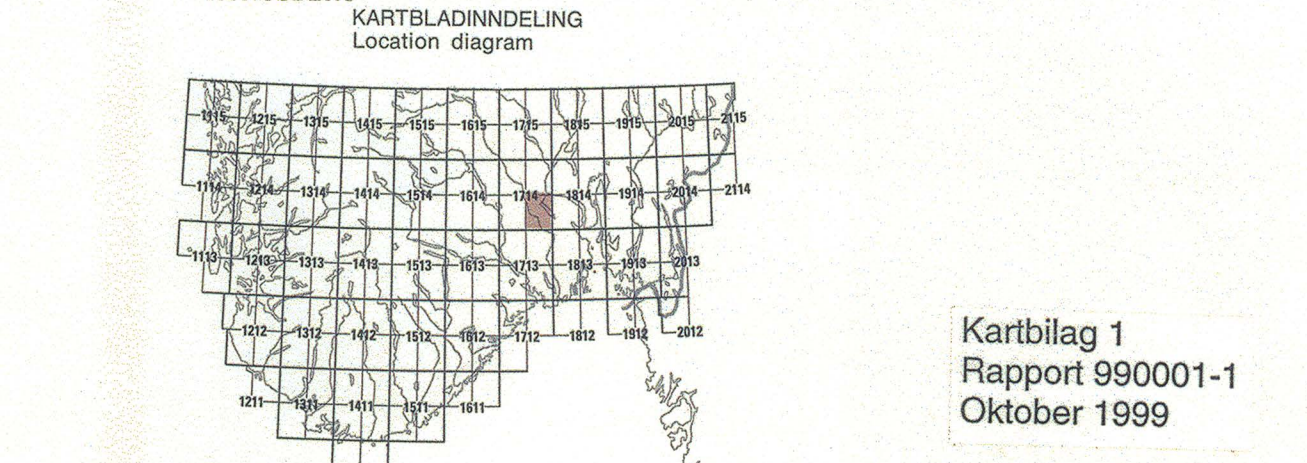 KARTBLADINNDELING
Location diagram
1115 1215 1315 1415 1515 1615 1715 1815 1915 2015 2115
1114 1214 1314 1414 1514 1614 1714 1814 1914 2014 2114
1113 1213 1313 1413 1513 1613 1713 1813 1913 2013
1212 1312 1412 1512 1612 1712 1812 1912 2012
1211 1311 1411 1511 1611
Kartbilag 1
Rapport 990001-1
Oktober 1999